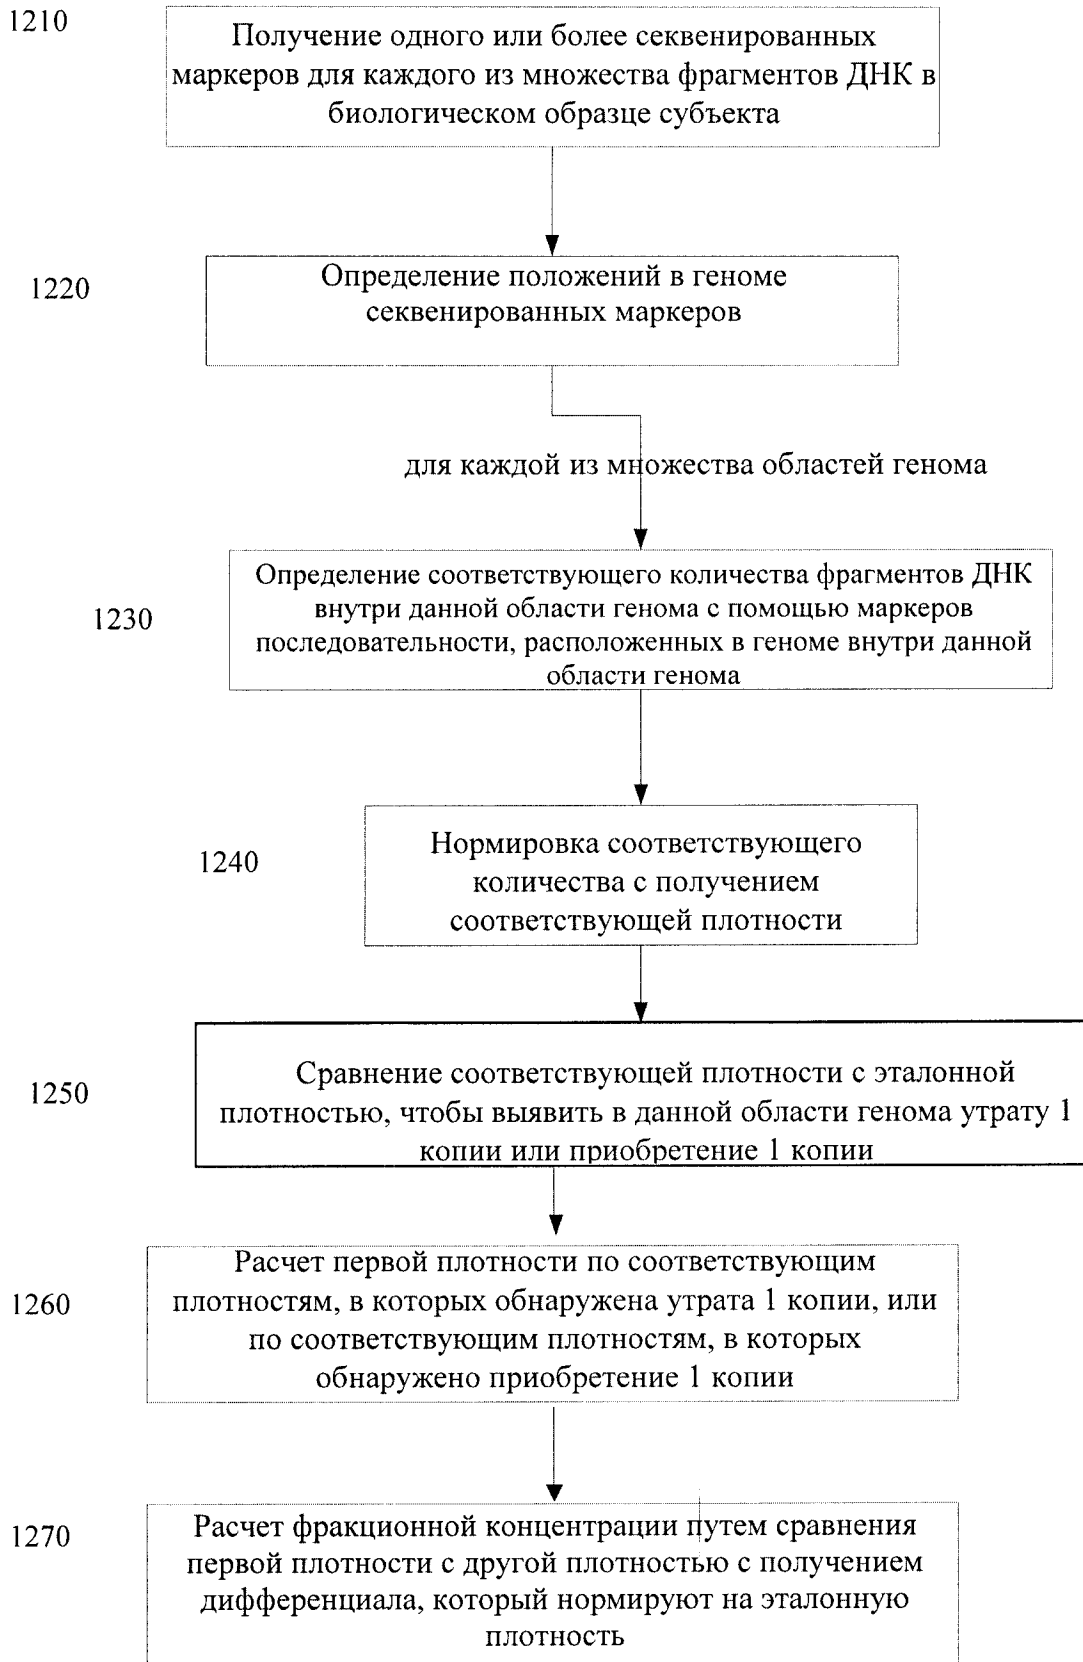 1210
Получение одного или более секвенированных
маркеров для каждого из множества фрагментов ДНК в
биологическом образце субъекта
1220
Определение положений в геноме
секвенированных маркеров
для каждой из множества областей генома
1230
Определение соответствующего количества фрагментов ДНК
внутри данной области генома с помощью маркеров
последовательности, расположенных в геноме внутри данной
области генома
1240
Нормировка соответствующего
количества с получением
соответствующей плотности
1250
Сравнение соответствующей плотности с эталонной
плотностью, чтобы выявить в данной области генома утрату 1
копии или приобретение 1 копии
1260
Расчет первой плотности по соответствующим
плотностям, в которых обнаружена утрата 1 копии, или
по соответствующим плотностям, в которых
обнаружено приобретение 1 копии
1270
Расчет фракционной концентрации путем сравнения
первой плотности с другой плотностью с получением
дифференциала, который нормируют на эталонную
плотность